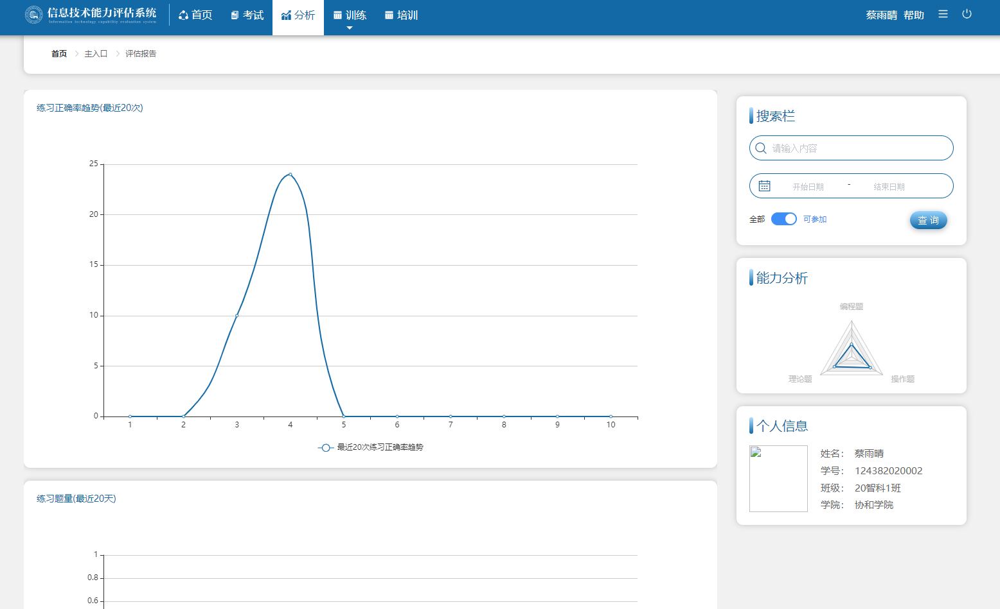 信息技术能力评估系统
Information technology capability evaluation system
首页
考试
分析
训练
培训
蔡雨晴 帮助
首页 主入口 评估报告
练习正确率趋势(最近20次)
25
20
15
10
5
0
1 2 3 4 5 6 7 8 9 10
最近20次练习正确率趋势
练习题量(最近20天)
1
0.8
0.6
搜索栏
请输入内容
开始日期 - 结束日期
全部 可参加 查 询
能力分析
编程题
理论题 操作题
个人信息
姓名: 蔡雨晴
学号: 124382020002
班级: 20智科1班
学院: 协和学院